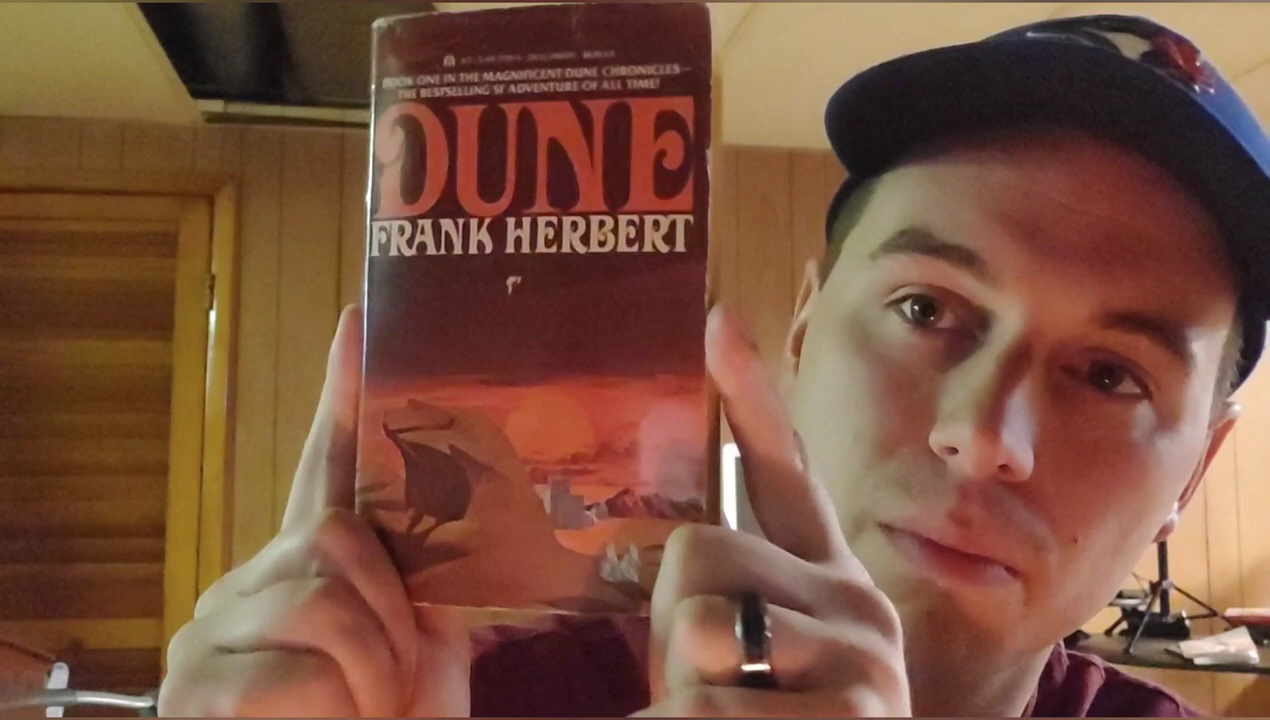 BOOK ONE IN THE MAGNIFICENT DUNE CHRONICLES—
THE BESTSELLING SF ADVENTURE OF ALL TIME!
DUNE
FRANK HERBERT